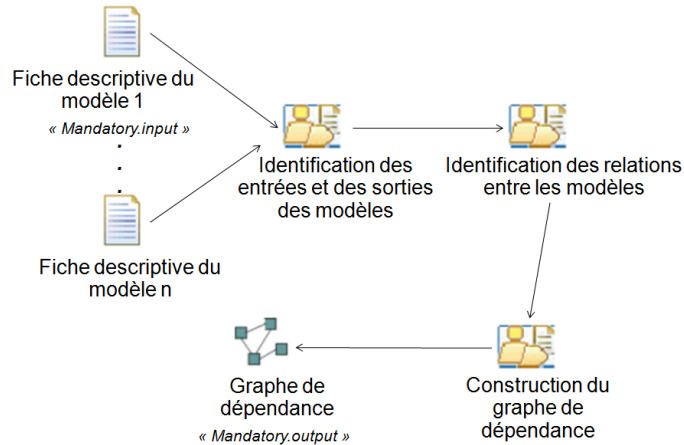 Fiche descriptive du
modèle 1
« Mandatory.input »
Identification des
entrées et des sorties
des modèles
Identification des relations
entre les modèles
Fiche descriptive du
modèle n
Graphe de
dépendance
« Mandatory.output »
Construction du
graphe de
dépendance